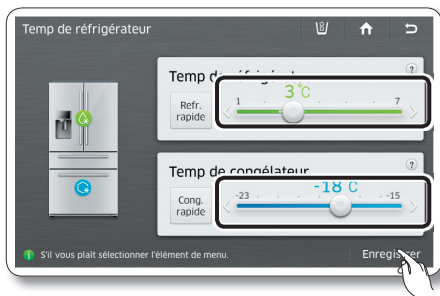 Temp de réfrigérateur
Temp de réfrigérateur
?
Refr.
rapide
3°C
1
7
Temp de congélateur
?
Cong.
rapide
-18 C
-23
-15
i S'il vous plaît sélectionner l'élément de menu.
Enregistrer